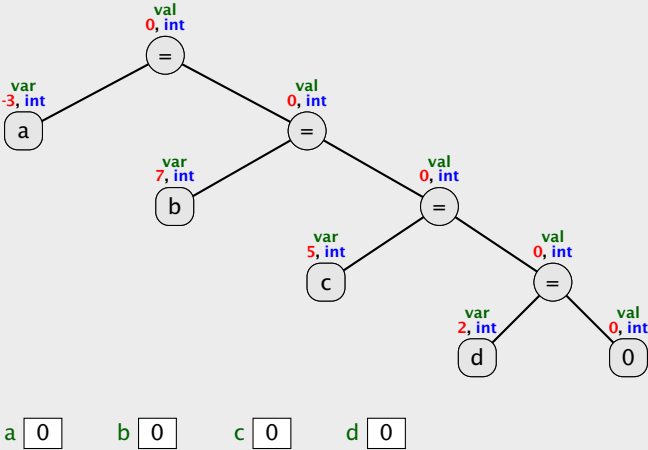 val
0, int
=
var
-3, int
a
val
0, int
=
var
7, int
b
val
0, int
=
var
5, int
c
val
0, int
=
var
2, int
d
val
0, int
0
a 0 b 0 c 0 d 0